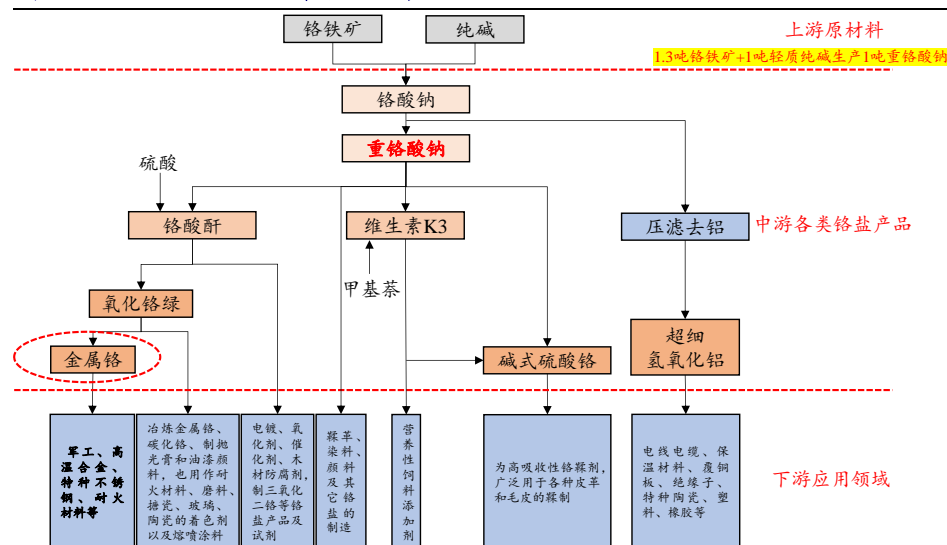 铬铁矿
纯碱
上游原材料
1.3吨铬铁矿+1吨轻质纯碱生产1吨重铬酸钠
铬酸钠
重铬酸钠
硫酸
铬酸酐
维生素K3
压滤去铝
中游各类铬盐产品
甲基萘
氧化铬绿
金属铬
碱式硫酸铬
超细
氢氧化铝
军工、高
温合金、
特种不锈
钢、耐火
材料等
冶炼金属铬、
碳化铬、制抛
光膏和油漆颜
料，也用作耐
火材料、磨料、
搪瓷、玻璃、
陶瓷的着色剂
以及熔喷涂料
电镀、氧
化剂、催
化剂、木
材防腐剂，
制三氧化
二铬等铬
盐产品及
试剂
鞣革、
染料、
颜料
及其
它铬
盐的
制造
营
养
性
饲
料
添
加
剂
为高吸收性铬鞣剂，
广泛用于各种皮革
和毛皮的鞣制
电线电缆、保
温材料、覆铜
板、绝缘子、
特种陶瓷、塑
料、橡胶等
下游应用领域